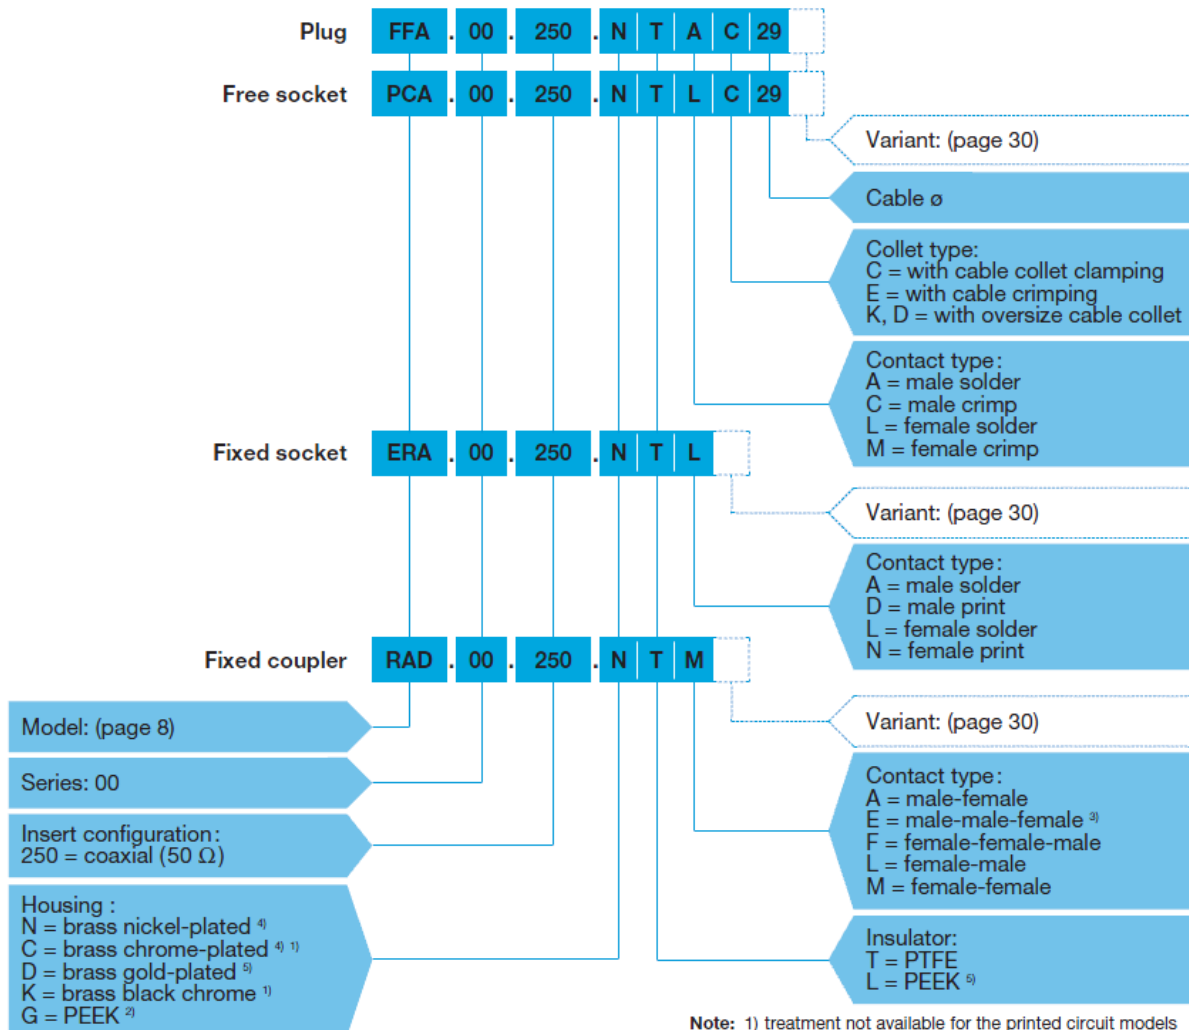 Plug FFA . 00 . 250 . N T A C 29
Free socket PCA . 00 . 250 . N T L C 29
Variant: (page 30)
Cable ø
Collet type:
C = with cable collet clamping
E = with cable crimping
K, D = with oversize cable collet
Contact type:
A = male solder
C = male crimp
L = female solder
M = female crimp
Fixed socket ERA . 00 . 250 . N T L
Variant: (page 30)
Contact type:
A = male solder
D = male print
L = female solder
N = female print
Fixed coupler RAD . 00 . 250 . N T M
Model: (page 8)
Series: 00
Insert configuration:
250 = coaxial (50 Ω)
Housing :
N = brass nickel-plated 4)
C = brass chrome-plated 4) 1)
D = brass gold-plated 5)
K = brass black chrome 1)
G = PEEK 2)
Variant: (page 30)
Contact type:
A = male-female
E = male-male-female 3)
F = female-female-male
L = female-male
M = female-female
Insulator:
T = PTFE
L = PEEK 5)
Note: 1) treatment not available for the printed circuit models